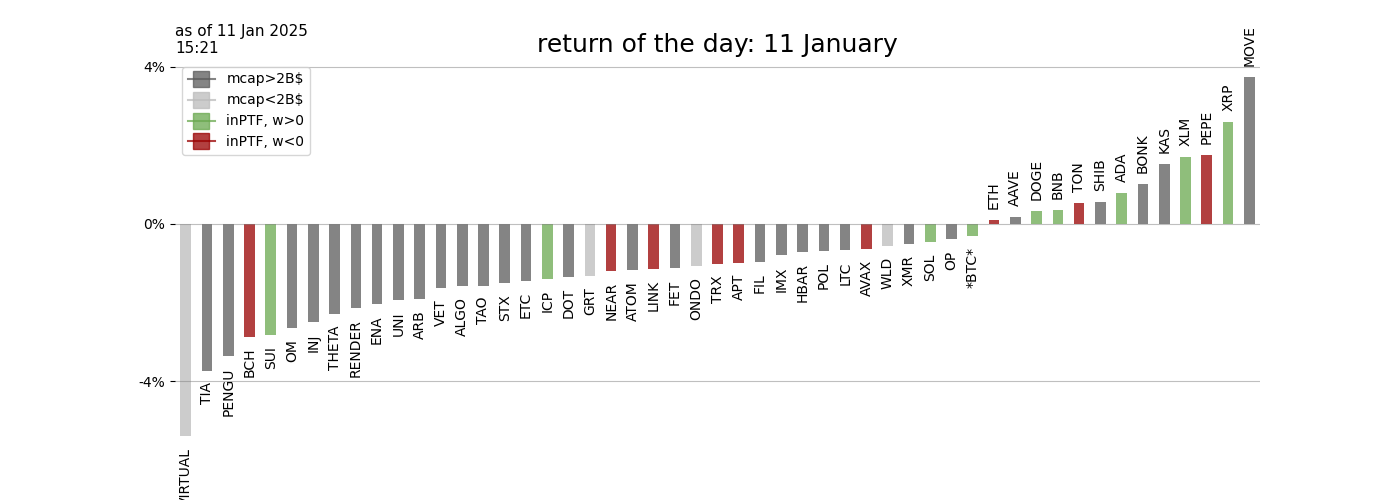 as of 11 Jan 2025
15:21
return of the day: 11 January
4%
0%
-4%
mcap>2B$
mcap<2B$
inPTF, w>0
inPTF, w<0
VIRTUAL
TIA
PENGU
BCH
SUI
OM
INJ
THETA
RENDER
ENA
UNI
ARB
VET
ALGO
TAO
STX
ETC
ICP
DOT
GRT
NEAR
ATOM
LINK
FET
ONDO
TRX
APT
FIL
IMX
HBAR
POL
LTC
AVAX
WLD
XMR
SOL
OP
*BTC*
ETH
AAVE
DOGE
BNB
TON
SHIB
ADA
BONK
KAS
XLM
PEPE
XRP
MOVE